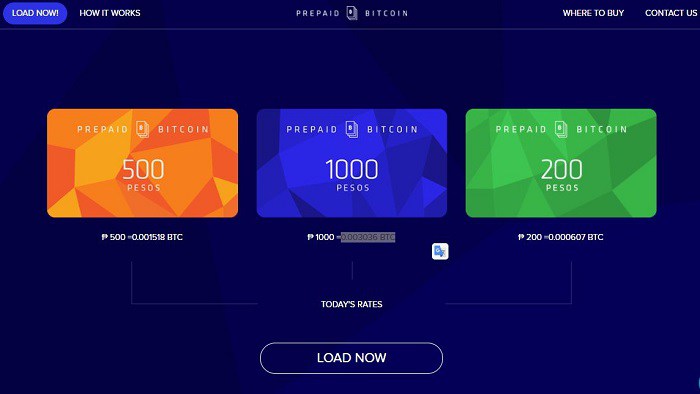 LOAD NOW!
HOW IT WORKS
PREPAID BITCOIN
WHERE TO BUY
CONTACT US
PREPAID BITCOIN
500
PESOS
PREPAID BITCOIN
1000
PESOS
PREPAID BITCOIN
200
PESOS
₱ 500 =0.001518 BTC
₱ 1000 =0.003036 BTC
₱ 200 =0.000607 BTC
TODAY'S RATES
LOAD NOW